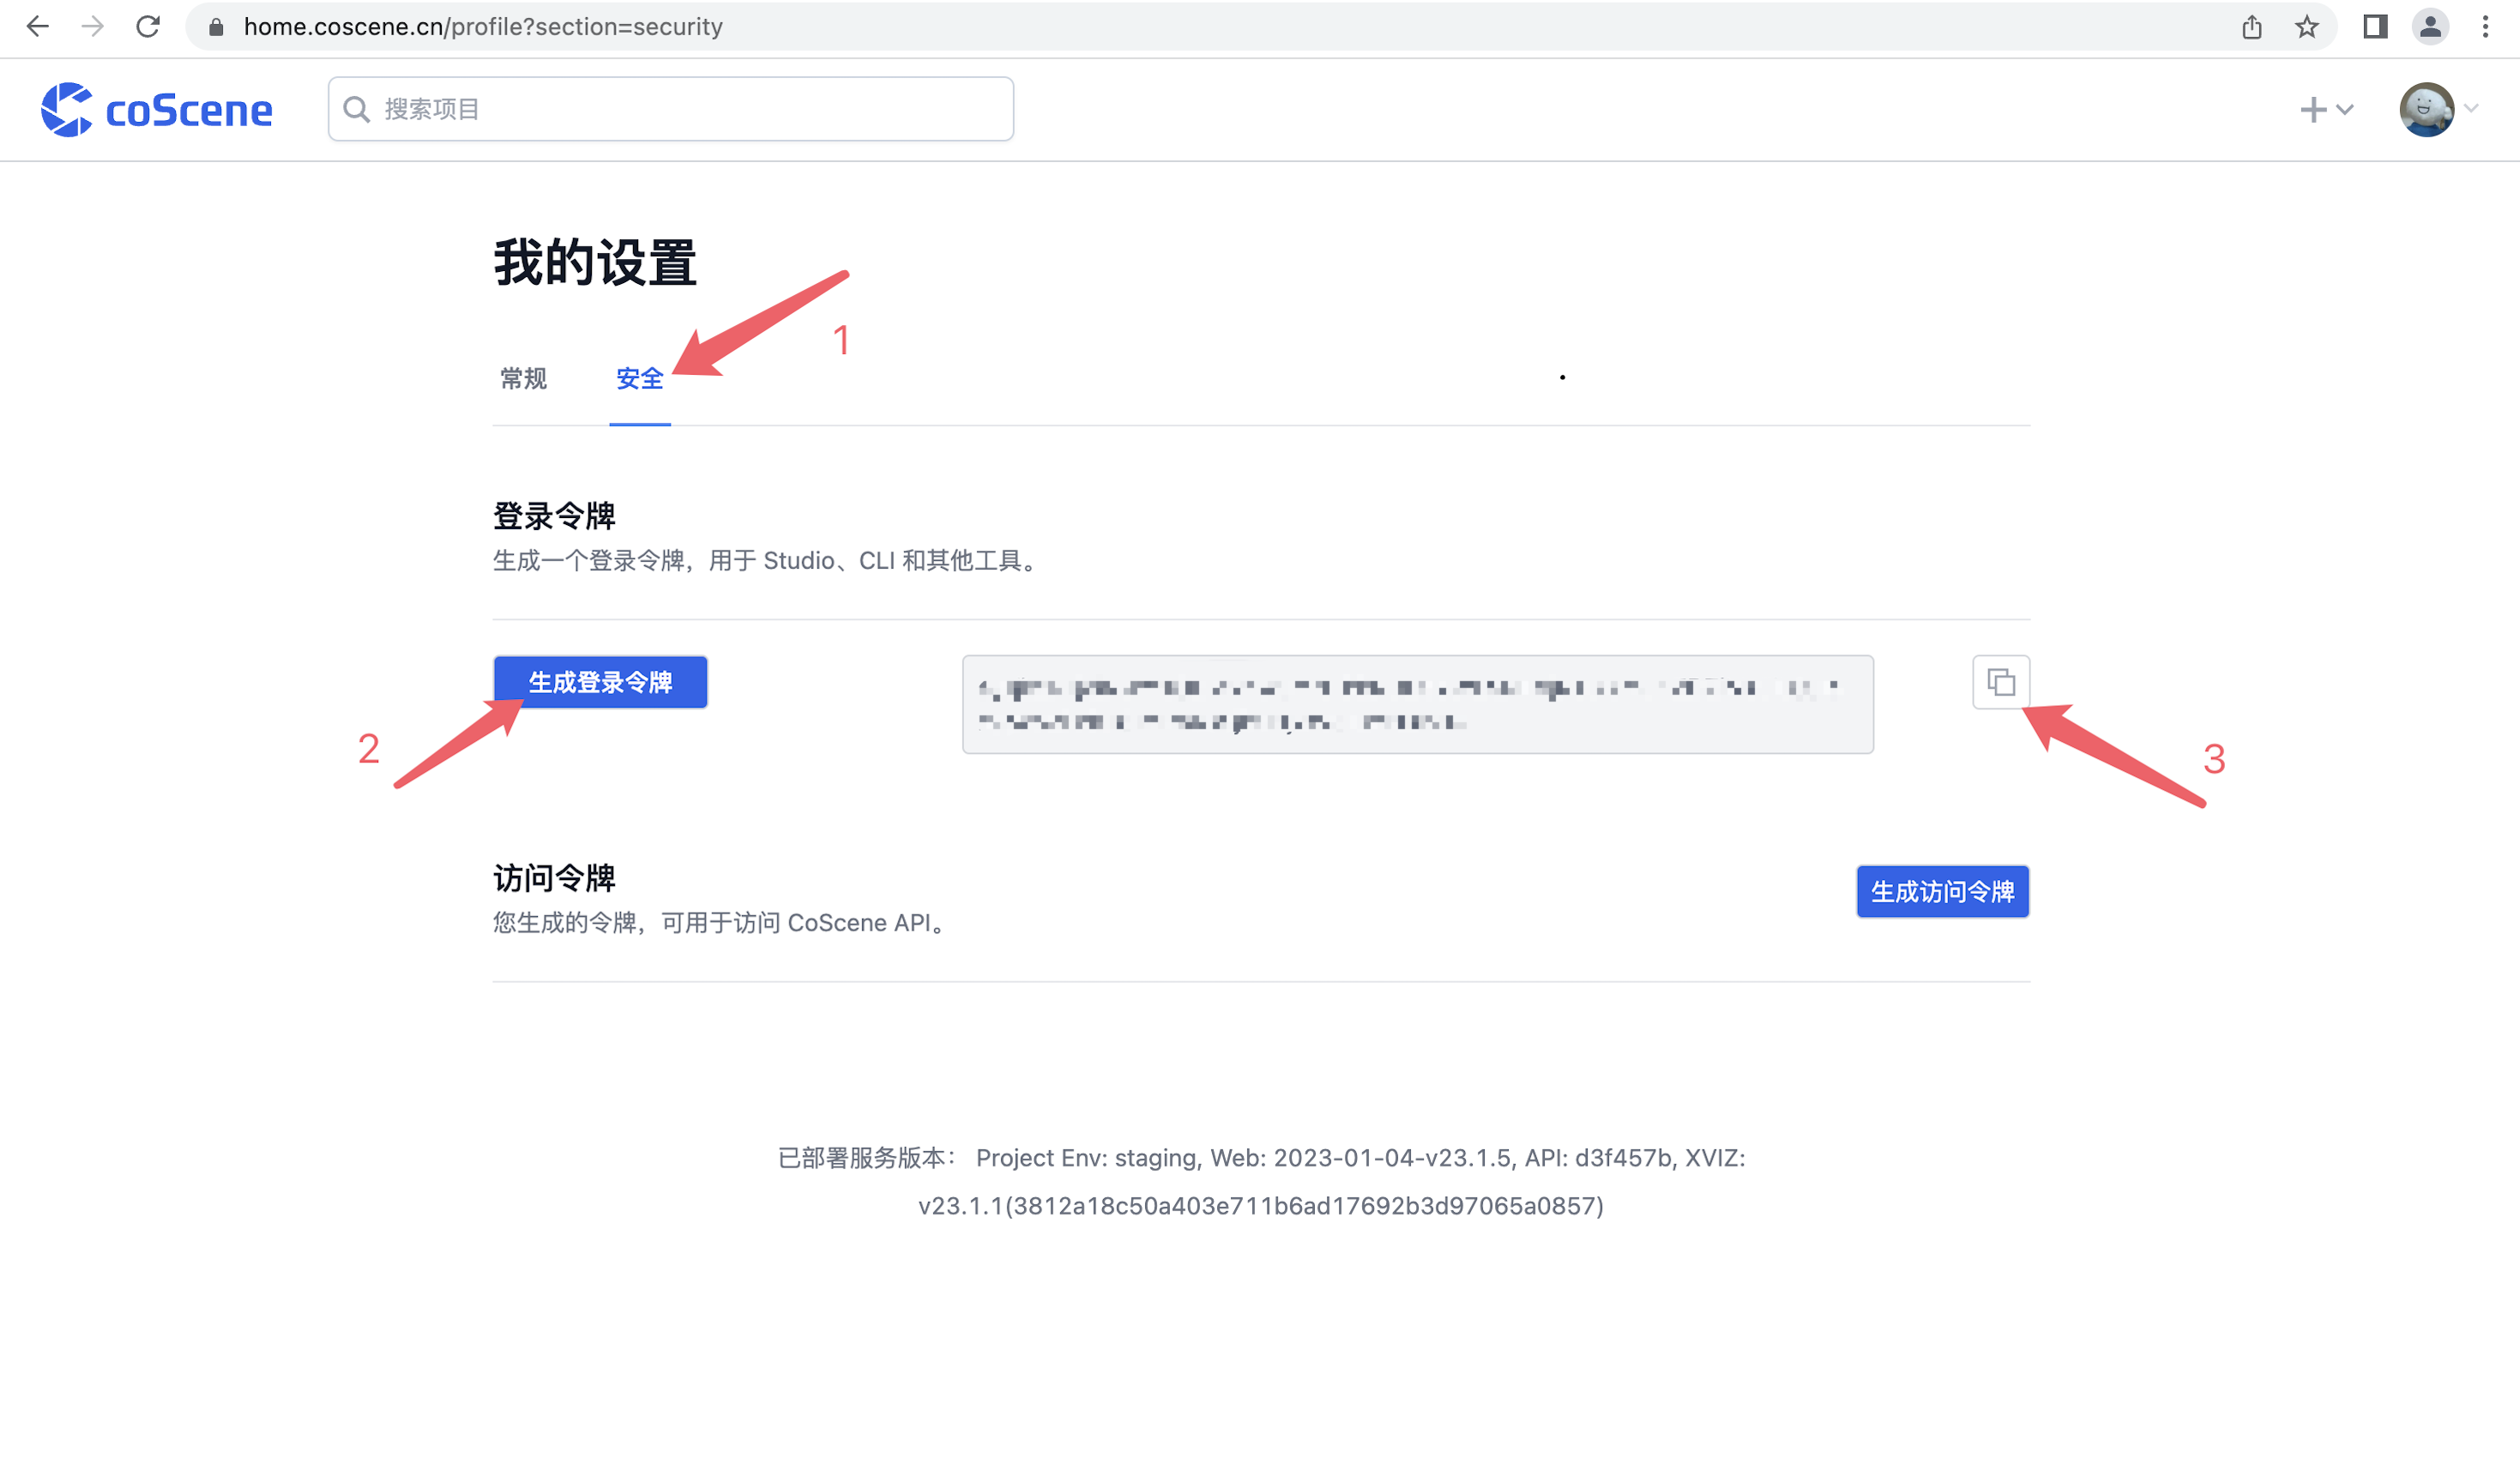 home.coscene.cn/profile?section=security
coScene
搜索项目
我的设置
1
常规
安全
登录令牌
生成一个登录令牌，用于 Studio、CLI 和其他工具。
生成登录令牌
2
3
访问令牌
生成访问令牌
您生成的令牌，可用于访问 CoScene API。
已部署服务版本： Project Env: staging, Web: 2023-01-04-v23.1.5, API: d3f457b, XVIZ:
v23.1.1(3812a18c50a403e711b6ad17692b3d97065a0857)